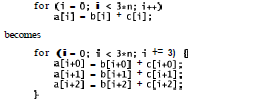 for (i = 0; i < 3*n; i++)
a[i] = b[i] + c[i];
becomes
for (i = 0; i < 3*n; i += 3) {
a[i+0] = b[i+0] + c[i+0];
a[i+1] = b[i+1] + c[i+1];
a[i+2] = b[i+2] + c[i+2];
}